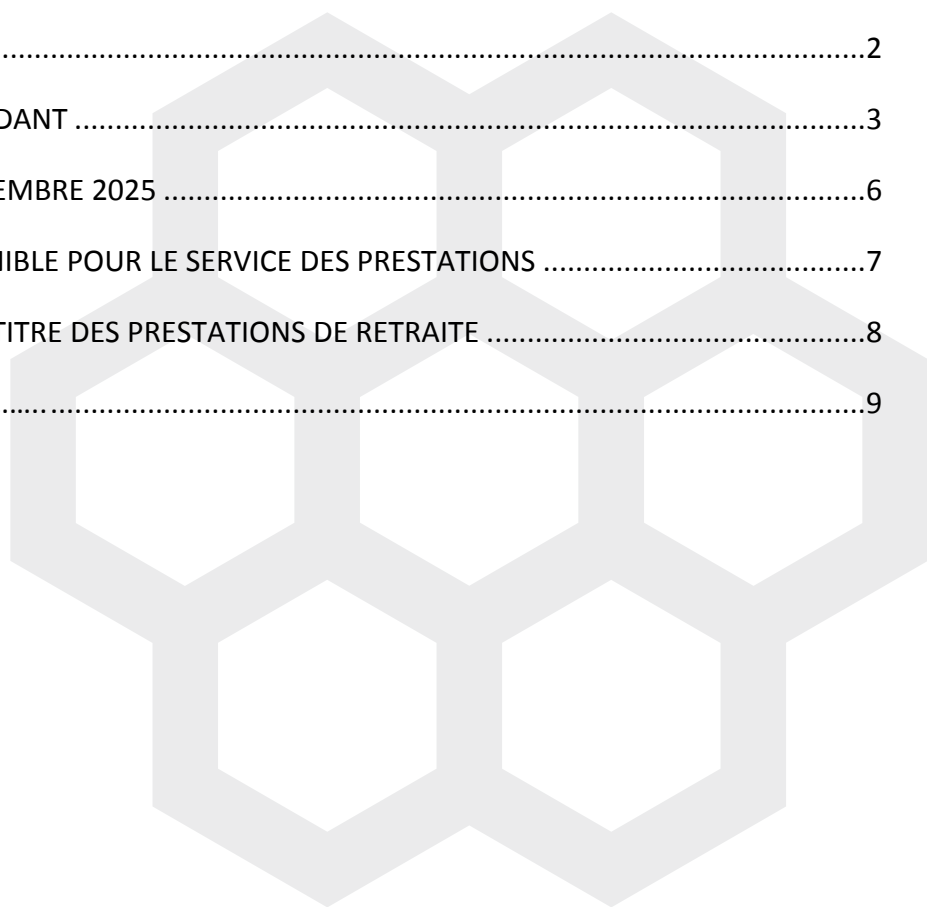 ........2
DANT ........3
EMBRE 2025 ........6
IBLE POUR LE SERVICE DES PRESTATIONS ........7
TITRE DES PRESTATIONS DE RETRAITE ........8
........9